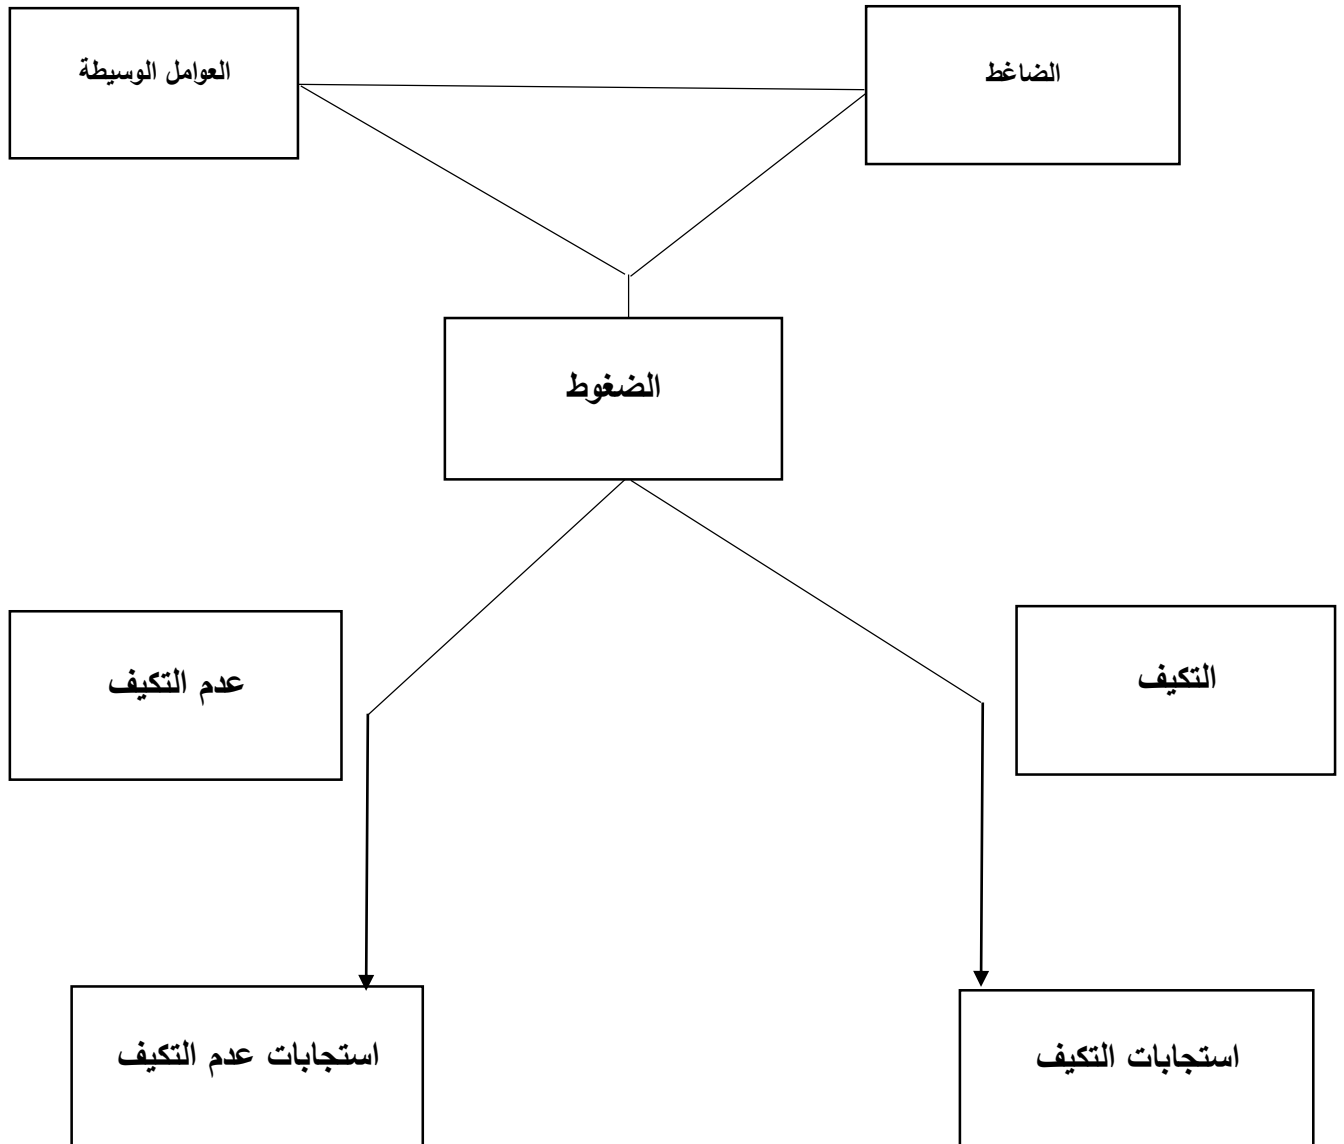 الضاغط
العوامل الوسيطة
الضغوط
التكيف
عدم التكيف
استجابات التكيف
استجابات عدم التكيف